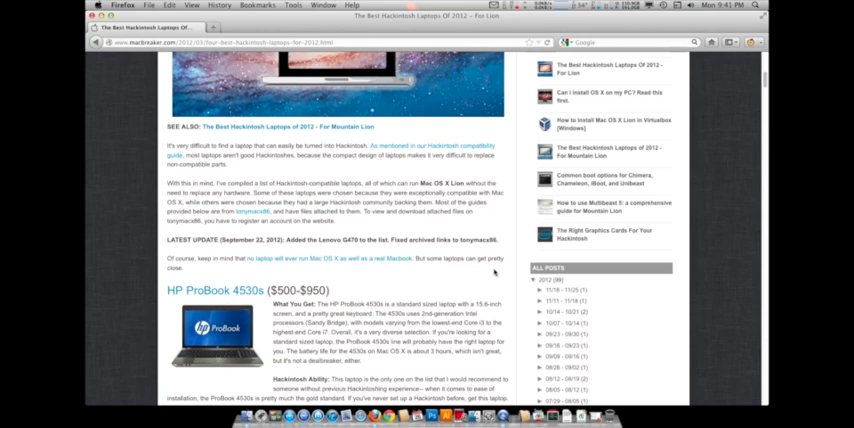 Firefox File Edit View History Bookmarks Tools Window Help Mon 9:41 PM
The Best Hackintosh Laptops Of 2012 – For Lion
The Best Hackintosh Laptops Of...
www.macbreaker.com/2012/03/four-best-hackintosh-laptops-for-2012.html
Google
SEE ALSO: The Best Hackintosh Laptops of 2012 - For Mountain Lion
It's very difficult to find a laptop that can easily be turned into Hackintosh. As mentioned in our Hackintosh compatibility
guide, most laptops aren't good Hackintoshes, because the compact design of laptops makes it very difficult to replace
non-compatible parts.
With this in mind, I've compiled a list of Hackintosh-compatible laptops, all of which can run Mac OS X Lion without the
need to replace any hardware. Some of these laptops were chosen because they were exceptionally compatible with Mac
OS X, while others were chosen because they had a large Hackintosh community backing them. Most of the guides
provided below are from tonymacx86, and have files attached to them. To view and download attached files on
tonymacx86, you have to register an account on the website.
LATEST UPDATE (September 22, 2012): Added the Lenovo G470 to the list. Fixed archived links to tonymacx86.
Of course, keep in mind that no laptop will ever run Mac OS X as well as a real Macbook. But some laptops can get pretty
close.
HP ProBook 4530s ($500-$950)
hp ProBook
What You Get: The HP ProBook 4530s is a standard sized laptop with a 15.6-inch
screen, and a pretty great keyboard. The 4530s uses 2nd-generation Intel
processors (Sandy Bridge), with models varying from the lowest-end Core i3 to the
highest-end Core i7. Overall, it's a very diverse selection. If you're looking for a
standard sized laptop, the ProBook 4530s line will probably have the right laptop for
you. The battery life for the 4530s on Mac OS X is about 3 hours, which isn't great,
but it's not a dealbreaker, either.
Hackintosh Ability: This laptop is the only one on the list that I would recommend to
someone without previous Hackintoshing experience-- when it comes to ease of
installation, the ProBook 4530s is pretty much the gold standard. If you've never set up a Hackintosh before, get this laptop.
The Best Hackintosh Laptops Of 2012 -
For Lion
Can I install OS X on my PC? Read this
first.
How to install Mac OS X Lion in Virtualbox
[Windows]
The Best Hackintosh Laptops of 2012 -
For Mountain Lion
Common boot options for Chimera,
Chameleon, iBoot, and Unibeast
How to use Multibeast 5: a comprehensive
guide for Mountain Lion
The Right Graphics Cards For Your
Hackintosh
ALL POSTS
▼ 2012 (99)
► 11/18 - 11/25 (1)
► 11/11 - 11/18 (1)
► 10/14 - 10/21 (2)
► 10/07 - 10/14 (1)
► 09/23 - 09/30 (1)
► 09/16 - 09/23 (1)
► 09/09 - 09/16 (1)
► 08/26 - 09/02 (1)
► 08/12 - 08/19 (2)
► 08/05 - 08/12 (1)
► 07/29 - 08/05 (1)